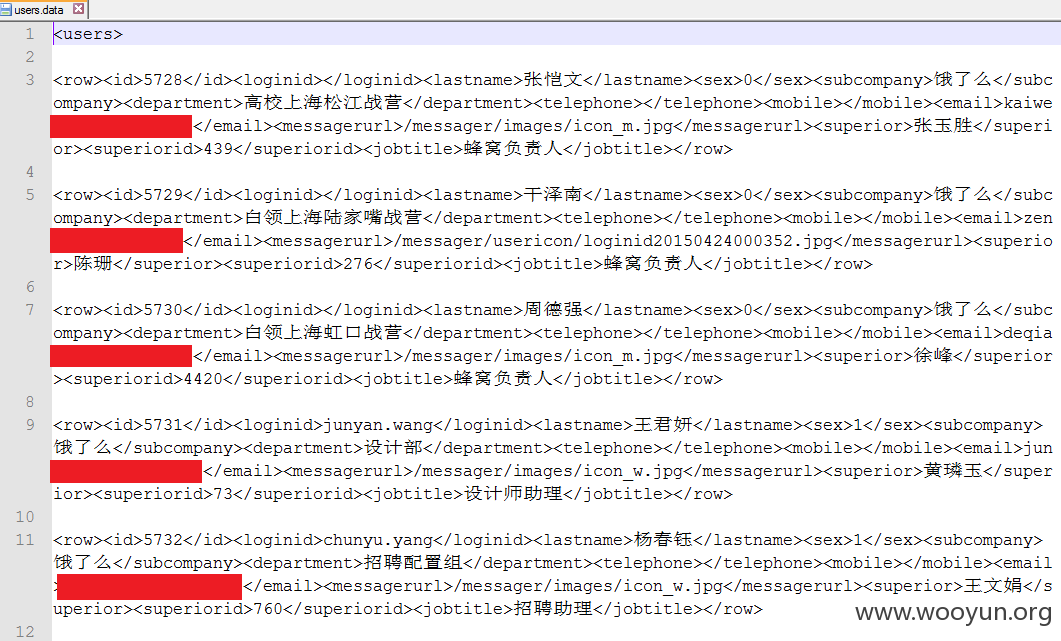 users.data
1 <users>
2
3 <row><id>5728</id><loginid></loginid><lastname>张恺文</lastname><sex>0</sex><subcompany>饿了么</subc
ompany><department>高校上海松江战营</department><telephone></telephone><mobile></mobile><email>kaiwe
</email><messagerurl>/messager/images/icon_m.jpg</messagerurl><superior>张玉胜</superi
or><superiorid>439</superiorid><jobtitle>蜂窝负责人</jobtitle></row>
4
5 <row><id>5729</id><loginid></loginid><lastname>干泽南</lastname><sex>0</sex><subcompany>饿了么</subc
ompany><department>白领上海陆家嘴战营</department><telephone></telephone><mobile></mobile><email>zen
</email><messagerurl>/messager/usericon/loginid20150424000352.jpg</messagerurl><superio
r>陈珊</superior><superiorid>276</superiorid><jobtitle>蜂窝负责人</jobtitle></row>
6
7 <row><id>5730</id><loginid></loginid><lastname>周德强</lastname><sex>0</sex><subcompany>饿了么</subc
ompany><department>白领上海虹口战营</department><telephone></telephone><mobile></mobile><email>deqia
</email><messagerurl>/messager/images/icon_m.jpg</messagerurl><superior>徐峰</superior
><superiorid>4420</superiorid><jobtitle>蜂窝负责人</jobtitle></row>
8
9 <row><id>5731</id><loginid>junyan.wang</loginid><lastname>王君妍</lastname><sex>1</sex><subcompany>
饿了么</subcompany><department>设计部</department><telephone></telephone><mobile></mobile><email>jun
</email><messagerurl>/messager/images/icon_w.jpg</messagerurl><superior>黄璘玉</super
ior><superiorid>73</superiorid><jobtitle>设计师助理</jobtitle></row>
10
11 <row><id>5732</id><loginid>chunyu.yang</loginid><lastname>杨春钰</lastname><sex>1</sex><subcompany>
饿了么</subcompany><department>招聘配置组</department><telephone></telephone><mobile></mobile><email
></email><messagerurl>/messager/images/icon_w.jpg</messagerurl><superior>王文娟</s
uperior><superiorid>760</superiorid><jobtitle>招聘助理</jobtitle></row>
www.wooyun.org
12